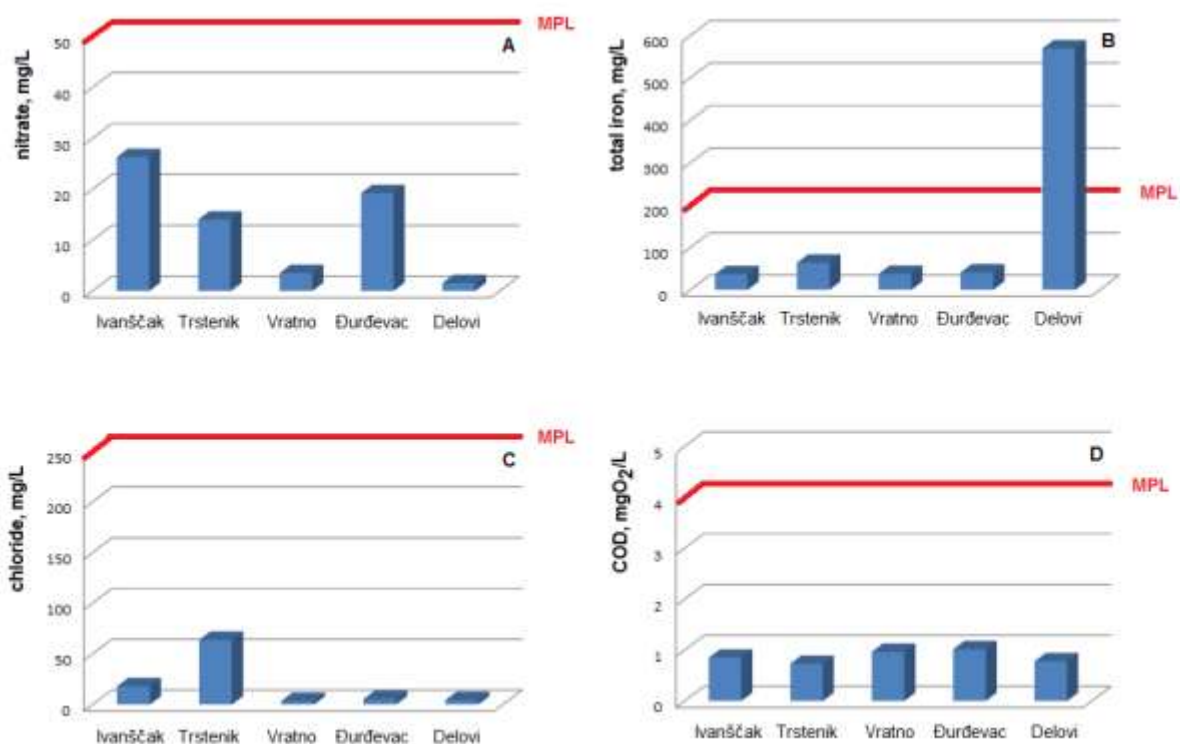 MPL
A
nitrate, mg/L
50
40
30
20
10
0
Ivanščak Trstenik Vratno Đurđevac Delovi
B
total iron, mg/L
600
500
400
300
200
100
0
MPL
Ivanščak Trstenik Vratno Đurđevac Delovi
MPL
C
chloride, mg/L
250
200
150
100
50
0
Ivanščak Trstenik Vratno Đurđevac Delovi
D
COD, mgO2/L
5
4
3
2
1
0
MPL
Ivanščak Trstenik Vratno Đurđevac Delovi